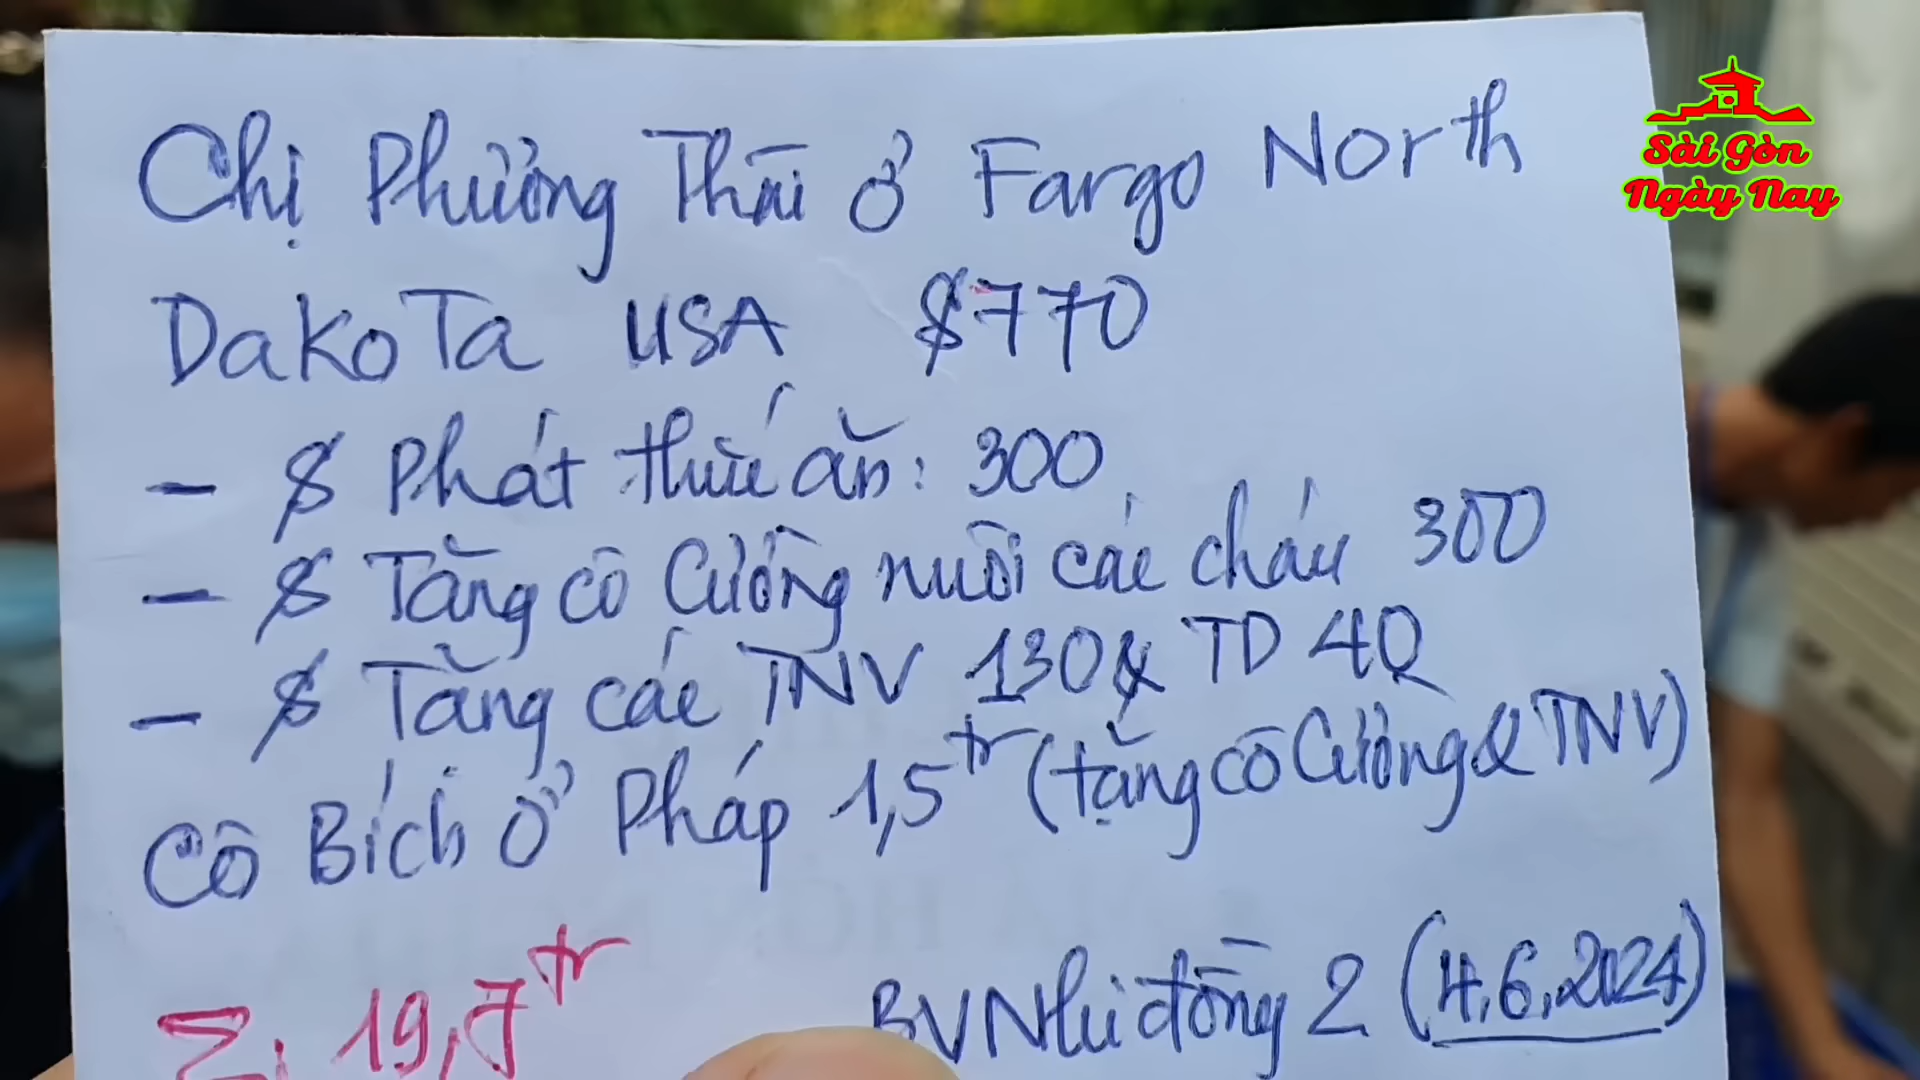 Chị Phương Thái ở Fargo North
Dakota USA $770
- $ Phát thức ăn: 300
- $ Tặng cô Cường nuôi các cháu 300
- $ Tặng các TNV 130 & TD 40
Cô Bích ở Pháp 1,5tr (tặng cô Cường & TNV)
Σ: 19,7tr
BV Nhi đồng 2 (4.6.2024)
Sài Gòn
Ngày Nay